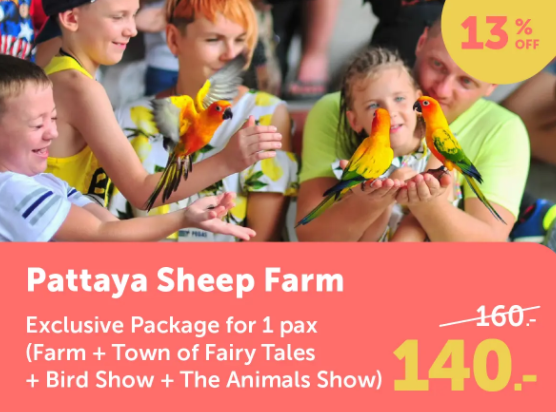 13 %
OFF
Pattaya Sheep Farm
Exclusive Package for 1 pax
(Farm + Town of Fairy Tales
+ Bird Show + The Animals Show)
160.-
140.-